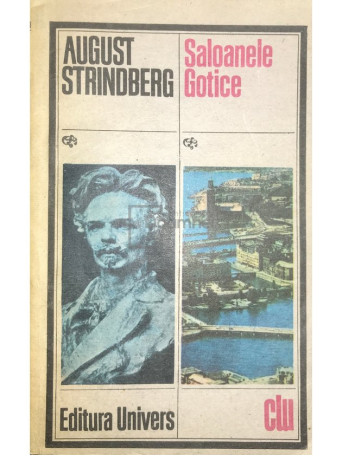 AUGUST
STRINDBERG
Saloanele
Gotice
Editura Univers
clu